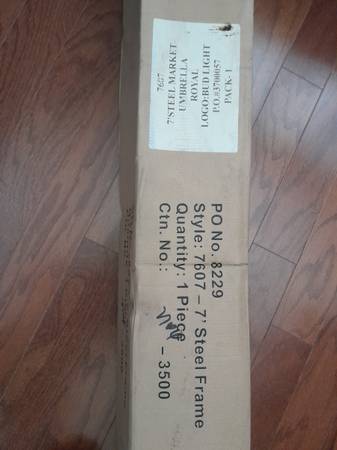 7607
7'STEEL MARKET
UMBRELLA
ROYAL
LOGO:BUD LIGHT
P.O.#3700057
PACK- 1
PO No. 8229
Style: 7607 – 7' Steel Frame
Quantity: 1 Piece
Ctn. No.:
- 3500